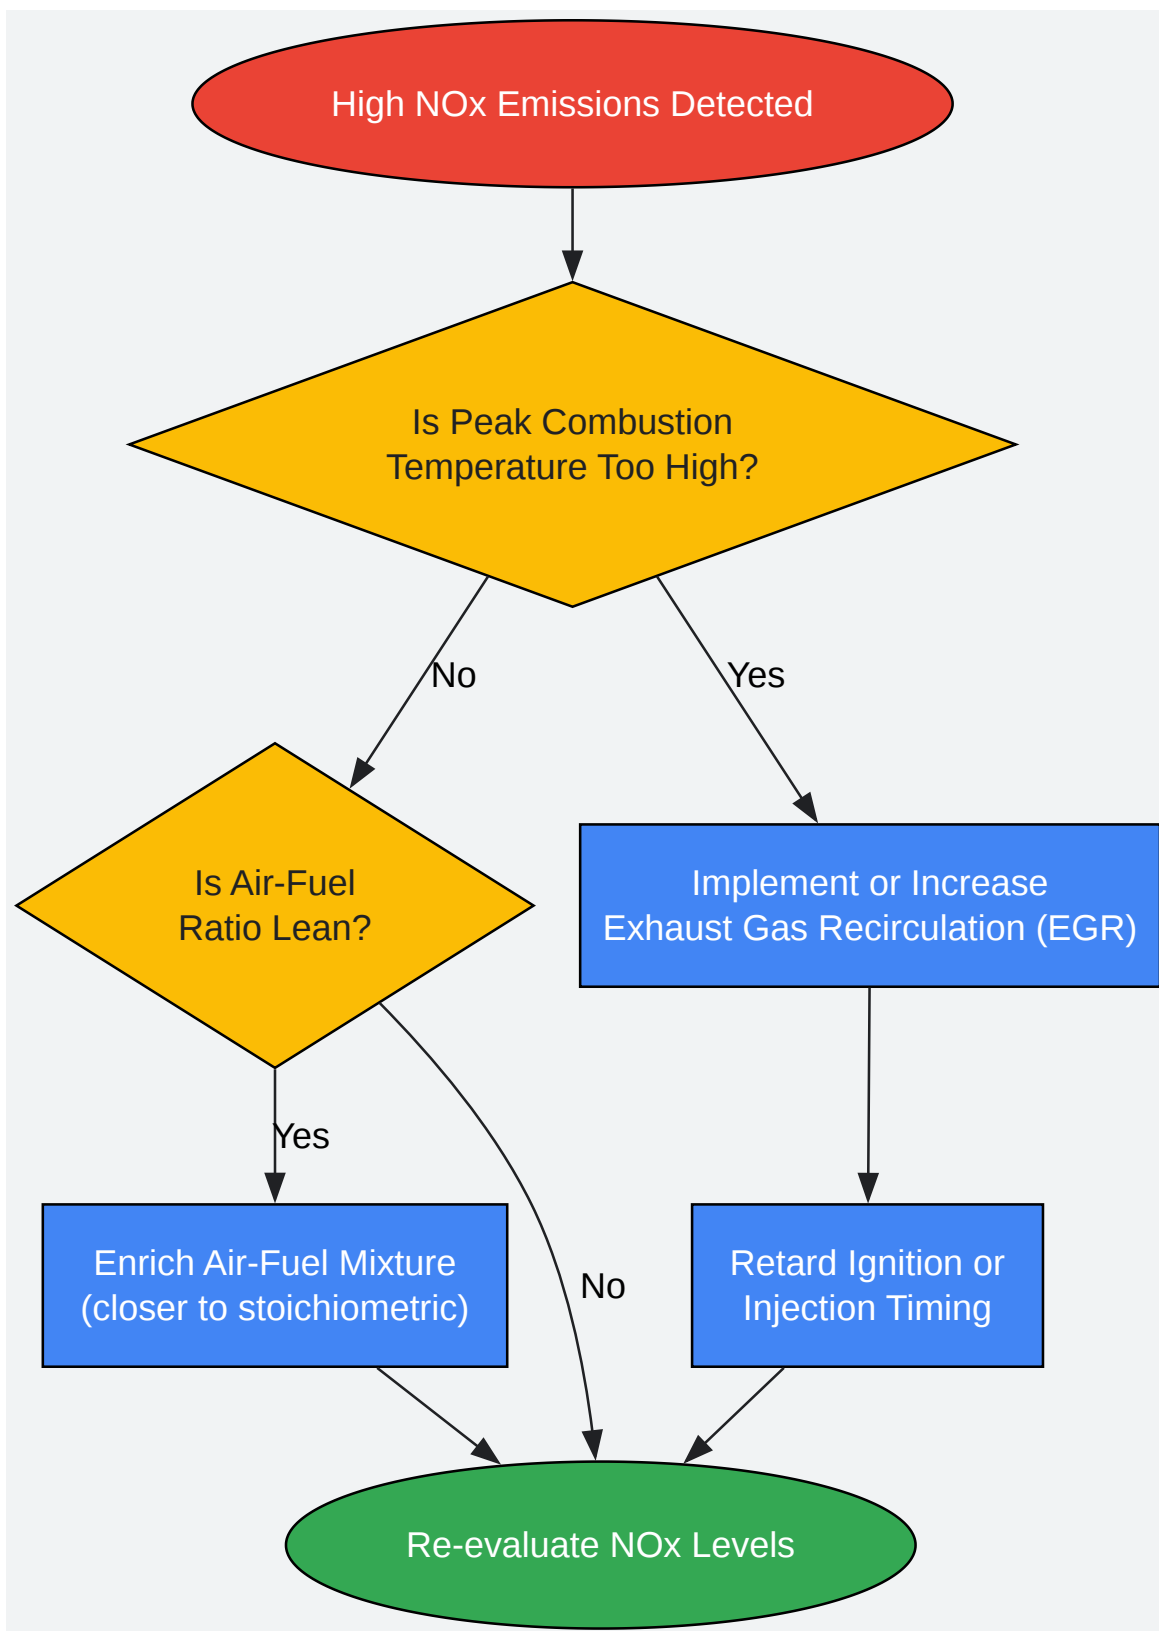 High NOx Emissions Detected
Is Peak Combustion
Temperature Too High?
No
Yes
Is Air-Fuel
Ratio Lean?
Implement or Increase
Exhaust Gas Recirculation (EGR)
Yes
Enrich Air-Fuel Mixture
(closer to stoichiometric)
No
Retard Ignition or
Injection Timing
Re-evaluate NOx Levels